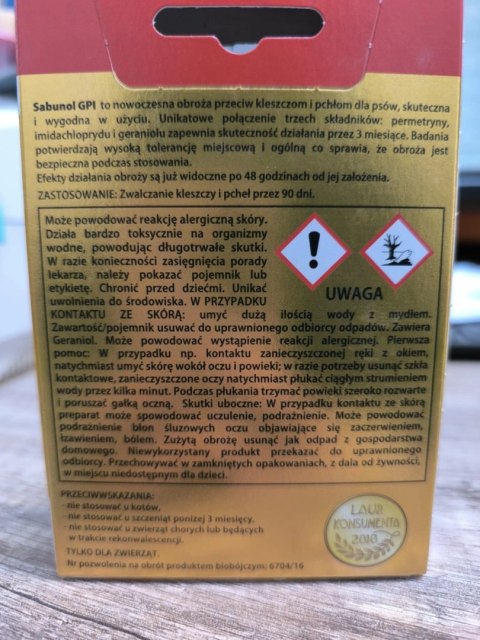 Sabunol GPI to nowoczesna obroża przeciw kleszczom i pchłom dla psów, skuteczna
i wygodna w użyciu. Unikatowe połączenie trzech składników: permetryny,
imidachloprydu i geraniolu zapewnia skuteczność działania przez 3 miesiące. Badania
potwierdzają wysoką tolerancję miejscową i ogólną co sprawia, że obroża jest
bezpieczna podczas stosowania.
Efekty działania obroży są już widoczne po 48 godzinach od jej założenia.
ZASTOSOWANIE: Zwalczanie kleszczy i pcheł przez 90 dni.
Może powodować reakcję alergiczną skóry.
Działa bardzo toksycznie na organizmy
wodne, powodując długotrwałe skutki.
W razie konieczności zasięgnięcia porady
lekarza, należy pokazać pojemnik lub
etykietę. Chronić przed dziećmi. Unikać
uwolnienia do środowiska. W PRZYPADKU
UWAGA
KONTAKTU ZE SKÓRĄ: umyć dużą ilością wody z mydłem.
Zawartość/pojemnik usuwać do uprawnionego odbiorcy odpadów. Zawiera
Geraniol. Może powodować wystąpienie reakcji alergicznej. Pierwsza
pomoc: W przypadku np. kontaktu zanieczyszczonej ręki z okiem,
natychmiast umyć skórę wokół oczu i powieki; w razie potrzeby usunąć szkła
kontaktowe, zanieczyszczone oczy natychmiast płukać ciągłym strumieniem
wody przez kilka minut. Podczas płukania trzymać powieki szeroko rozwarte
i poruszać gałką oczną. Skutki uboczne: W przypadku kontaktu ze skórą
preparat może spowodować uczulenie, podrażnienie. Może powodować
podrażnienie błon śluzowych oczu objawiające się zaczerwienieniem,
łzawieniem, bólem. Zużytą obrożę usunąć jak odpad z gospodarstwa
domowego. Niewykorzystany produkt przekazać do uprawnionego
odbiorcy. Przechowywać w zamkniętych opakowaniach, z dala od żywności,
w miejscu niedostępnym dla dzieci.
PRZECIWWSKAZANIA:
- nie stosować u kotów,
- nie stosować u szczeniąt poniżej 3 miesięcy,
- nie stosować u zwierząt chorych lub będących
w trakcie rekonwalescencji.
TYLKO DLA ZWIERZĄT.
Nr pozwolenia na obrót produktem biobójczym: 6704/16
LAUR
KONSUMENTA
2016